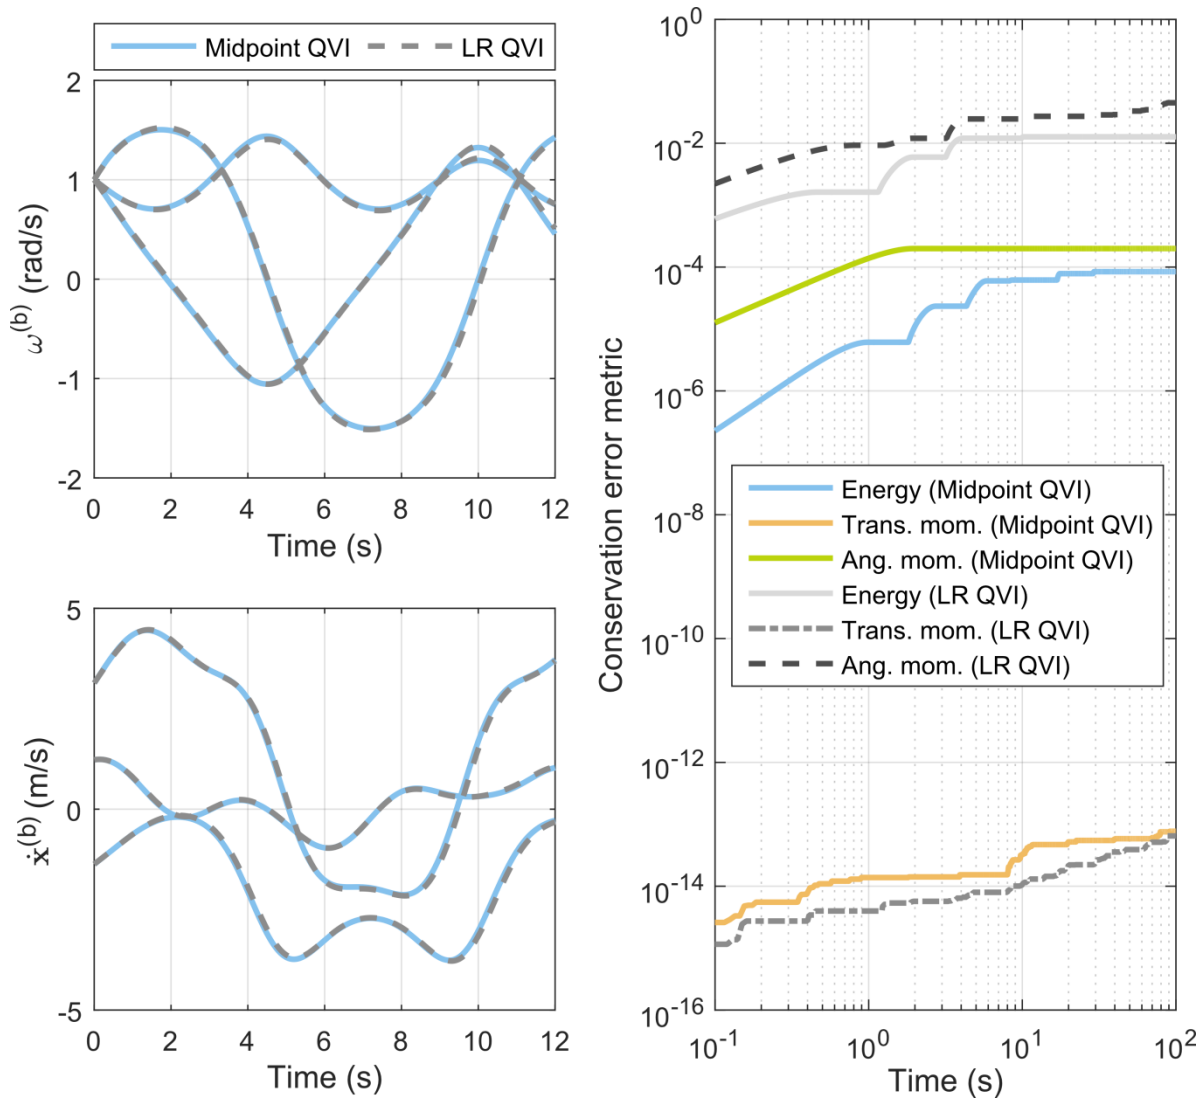 Midpoint QVI LR QVI
2
1
0
-1
-2
ω^(b) (rad/s)
0 2 4 6 8 10 12
Time (s)
5
0
-5
ẋ^(b) (m/s)
0 2 4 6 8 10 12
Time (s)
10^0
10^-2
10^-4
10^-6
10^-8
10^-10
10^-12
10^-14
10^-16
Conservation error metric
Energy (Midpoint QVI)
Trans. mom. (Midpoint QVI)
Ang. mom. (Midpoint QVI)
Energy (LR QVI)
Trans. mom. (LR QVI)
Ang. mom. (LR QVI)
10^-1 10^0 10^1 10^2
Time (s)